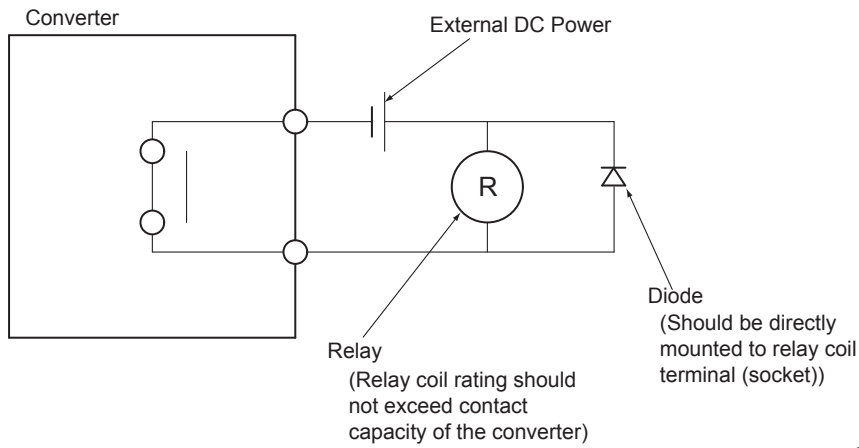 Converter
External DC Power
R
Diode
(Should be directly
mounted to relay coil
terminal (socket))
Relay
(Relay coil rating should
not exceed contact
capacity of the converter)